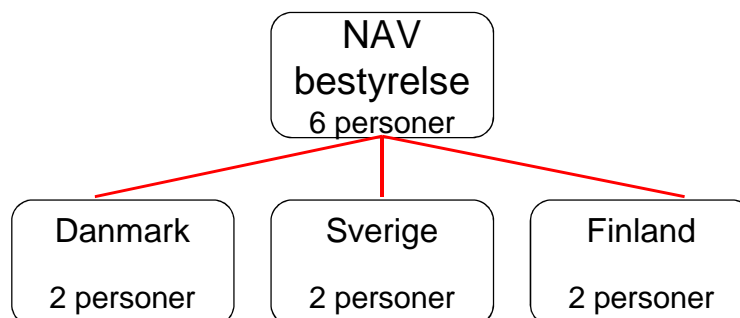 NAV
bestyrelse
6 personer
Danmark
2 personer
Sverige
2 personer
Finland
2 personer